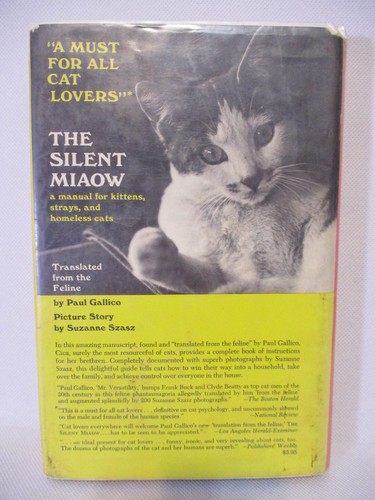 "A MUST
FOR ALL
CAT
LOVERS"*
THE
SILENT
MIAOW
a manual for kittens,
strays, and
homeless cats
Translated
from the
Feline
by Paul Gallico
Picture Story
by Suzanne Szasz
In this amazing manuscript, found and "translated from the feline" by Paul Gallico,
Cica, surely the most resourceful of cats, provides a complete book of instructions
for her brethren. Completely documented with superb photographs by Suzanne
Szasz, this delightful guide tells cats how to win their way into a household, take
over the family, and achieve control over everyone in the house.
"Paul Gallico, 'Mr. Versatility,' bumps Frank Buck and Clyde Beatty as top cat men of the
20th century in this feline phantasmagoria allegedly translated by him 'from the feline'
and augmented splendidly by 200 Suzanne Szasz photographs." —The Boston Herald
"This is a must for all cat lovers . . . definitive on cat psychology, and uncommonly shrewd
on the male and female of the human species." —National Review
"Cat lovers everywhere will welcome Paul Gallico's new 'translation from the feline,' THE
SILENT MIAOW . . . has to be seen to be appreciated." —Los Angeles Herald-Examiner
". . . an ideal present for cat lovers . . . funny, ironic, and very revealing about cats, too.
The dozens of photographs of the cat and her humans are superb." —Publishers' Weekly
$3.95